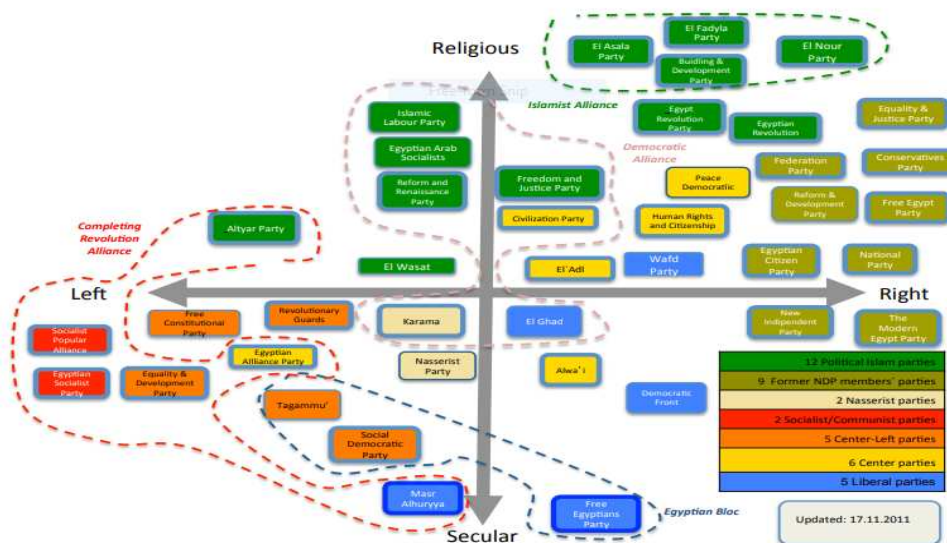 Religious
El Fadyla
Party
El Asala
Party
El Nour
Party
Buidling &
Development
Party
Islamist Alliance
Islamic
Labour Party
Egypt
Revolution
Party
Egyptian
Revolution
Equality &
Justice Party
Egyptian Arab
Socialists
Democratic
Alliance
Reform and
Renaissance
Party
Freedom and
Justice Party
Peace
Democratic
Federation
Party
Conservatives
Party
Civilization Party
Human Rights
and Citizenship
Reform &
Development
Party
Free Egypt
Party
Completing
Revolution
Alliance
Altyar Party
El Wasat
El'Adl
Wafd
Party
Egyptian
Citizen
Party
National
Party
Left
Right
Free
Constitutional
Party
Revolutionary
Guards
Karama
El Ghad
New
Independent
Party
The
Modern
Egypt Party
Socialist
Popular
Alliance
Egyptian
Allliance Party
Nasserist
Party
Alwa'i
Egyptian
Socialist
Party
Equality &
Development
Party
Tagammu'
Democratic
Front
Social
Democratic
Party
Masr
Alhuryya
Free
Egyptians
Party
Egyptian Bloc
Secular
12 Political Islam parties
9 Former NDP members' parties
2 Nasserist parties
2 Socialist/Communist parties
5 Center-Left parties
6 Center parties
5 Liberal parties
Updated: 17.11.2011